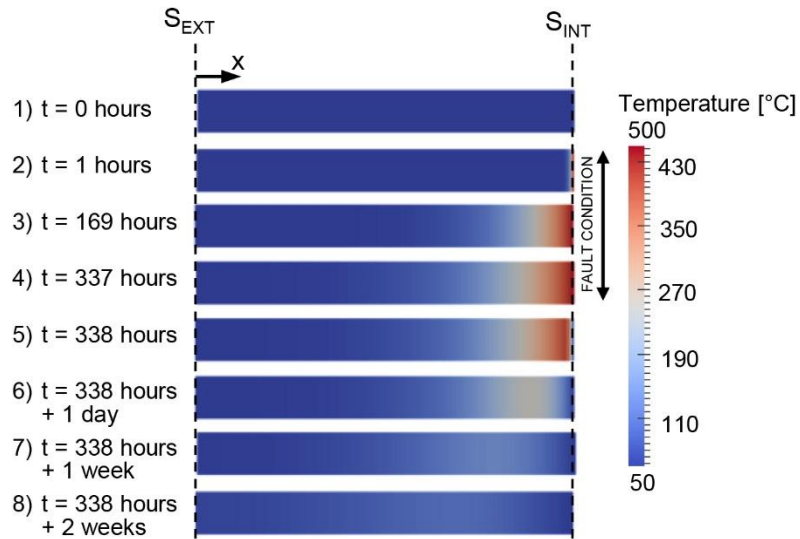 S_EXT
S_INT
x
1) t = 0 hours
2) t = 1 hours
3) t = 169 hours
4) t = 337 hours
5) t = 338 hours
6) t = 338 hours
+ 1 day
7) t = 338 hours
+ 1 week
8) t = 338 hours
+ 2 weeks
FAULT CONDITION
Temperature [°C]
500
430
350
270
190
110
50